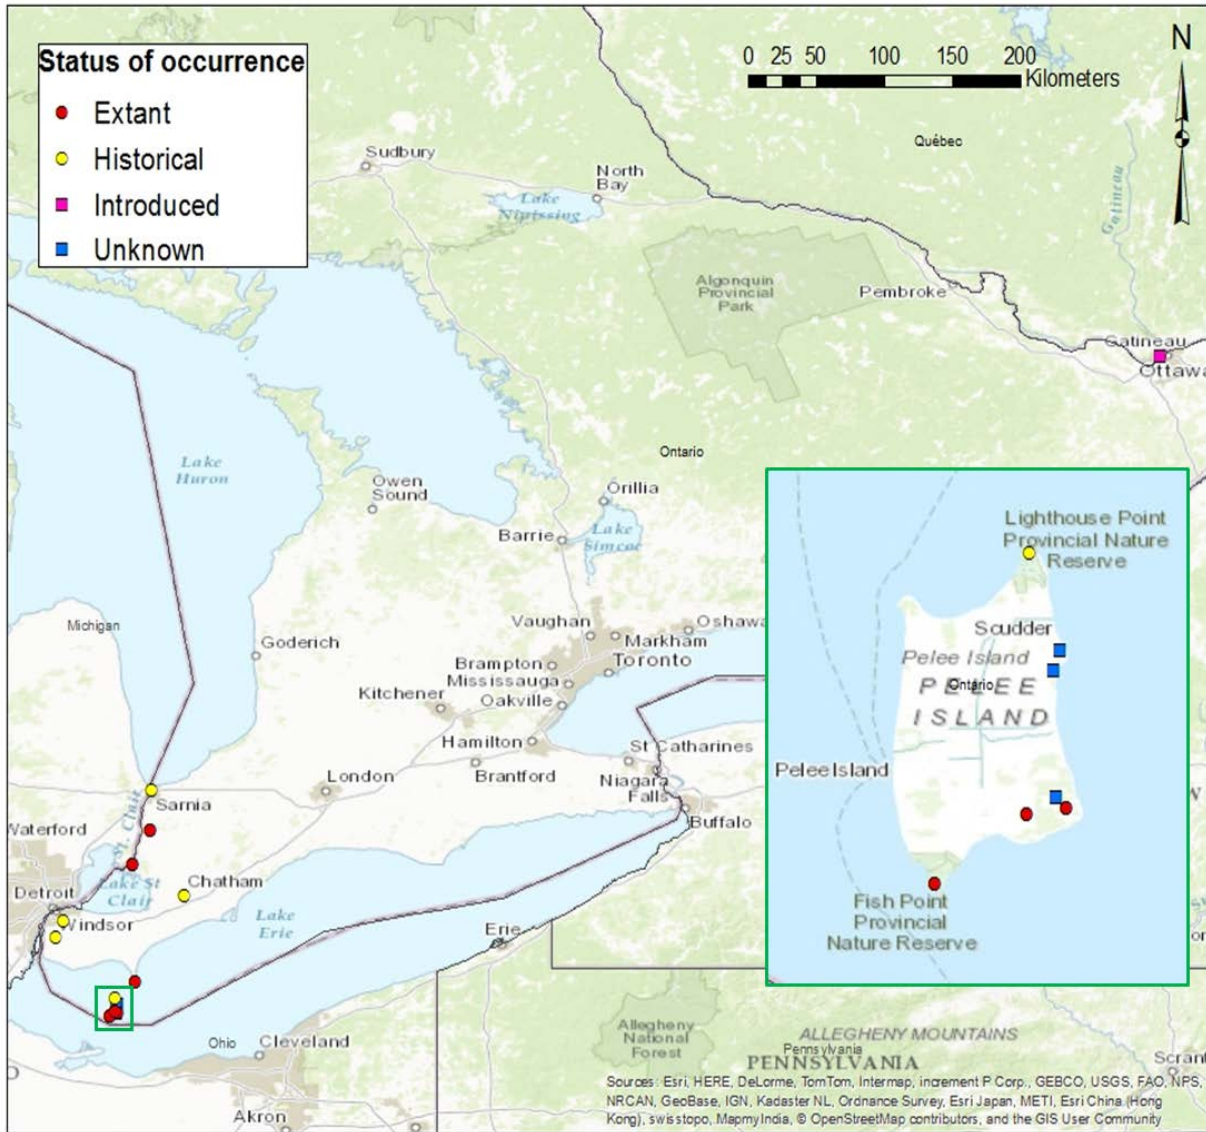 Status of occurrence
Extant
Historical
Introduced
Unknown
0 25 50 100 150 200
Kilometers
N
Québec
Sudbury
North
Bay
Lake
Nipissing
Gatineau
Algonquin
Provincial
Park
Pembroke
Gatineau
Ottawa
Ontario
Lake
Huron
Owen
Sound
Orillia
Barrie
Lake
Simcoe
Michigan
Goderich
Vaughan
Oshawa
Markham
Toronto
Brampton
Mississauga
Oakville
Kitchener
Hamilton
Brantford
St Catharines
Niagara
Falls
Buffalo
London
Sarnia
St. Clair
Waterford
Detroit
Lake St
Clair
Chatham
Windsor
Lake
Erie
Erie
Lighthouse Point
Provincial Nature
Reserve
Scudder
Pelee Island
Ontario
PELEE
ISLAND
Pelee Island
Fish Point
Provincial
Nature Reserve
Ohio
Cleveland
Akron
Allegheny
National
Forest
ALLEGHENY MOUNTAINS
Pennsylvania
PENNSYLVANIA
Scrant
Sources: Esri, HERE, DeLorme, TomTom, Intermap, increment P Corp., GEBCO, USGS, FAO, NPS,
NRCAN, GeoBase, IGN, Kadaster NL, Ordnance Survey, Esri Japan, METI, Esri China (Hong
Kong), swisstopo, MapmyIndia, © OpenStreetMap contributors, and the GIS User Community